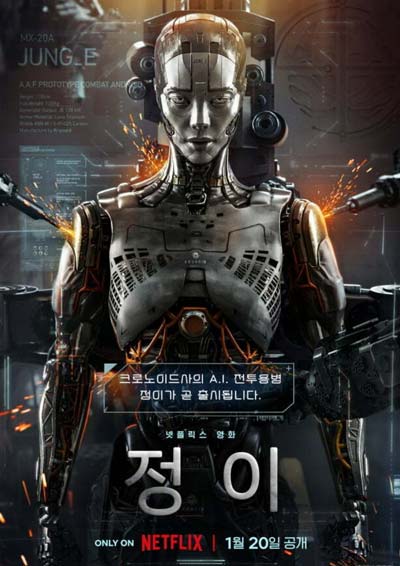 MX-20A
JUNG_E
A.A.F PROTOTYPE COMBAT AND
크로노이드사의 A.I. 전투용병
정이가 곧 출시됩니다.
넷플릭스 영화
정이
ONLY ON NETFLIX | 1월 20일 공개